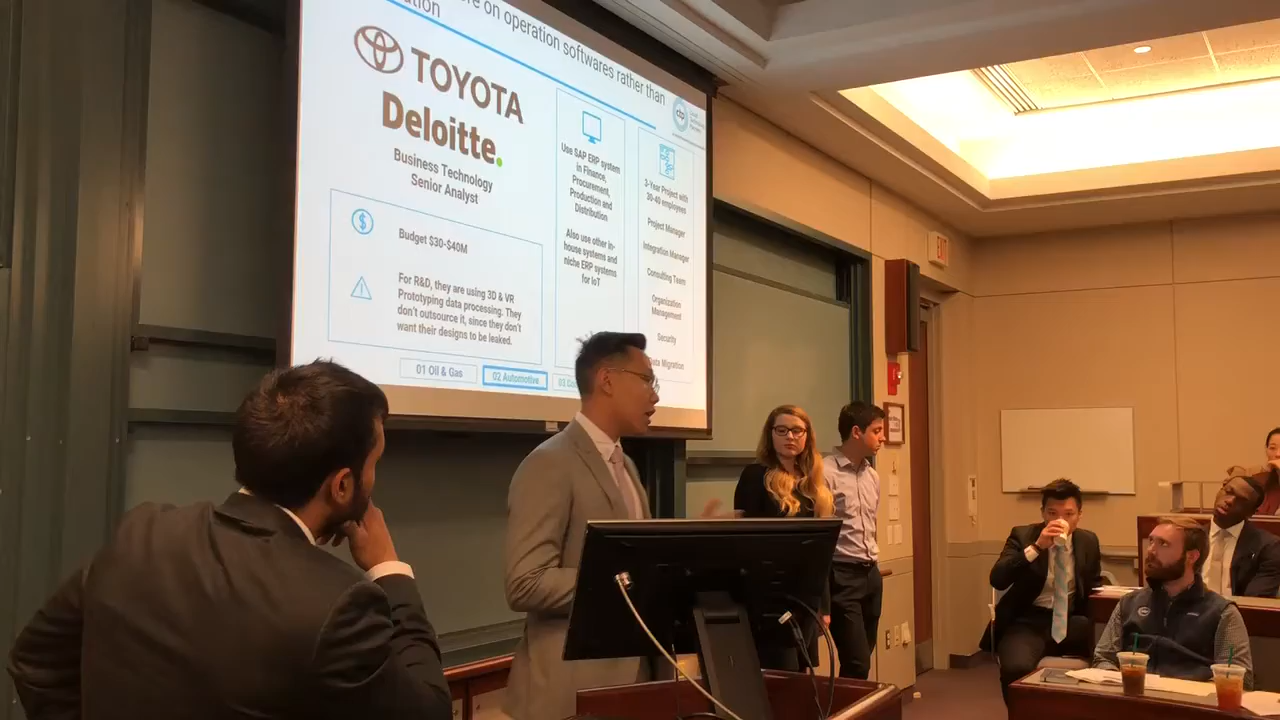 re on operation softwares rather than
TOYOTA
Deloitte.
Business Technology
Senior Analyst
Budget $30-$40M
For R&D, they are using 3D & VR
Prototyping data processing. They
don't outsource it, since they don't
want their designs to be leaked.
Use SAP ERP system
in Finance,
Procurement,
Production and
Distribution
Also use other in-
house systems and
niche ERP systems
for IoT
3-Year Project with
30-40 employees
Project Manager
Integration Manager
Consulting Team
Organization
Management
Security
Data Migration
01 Oil & Gas
02 Automotive
EXIT